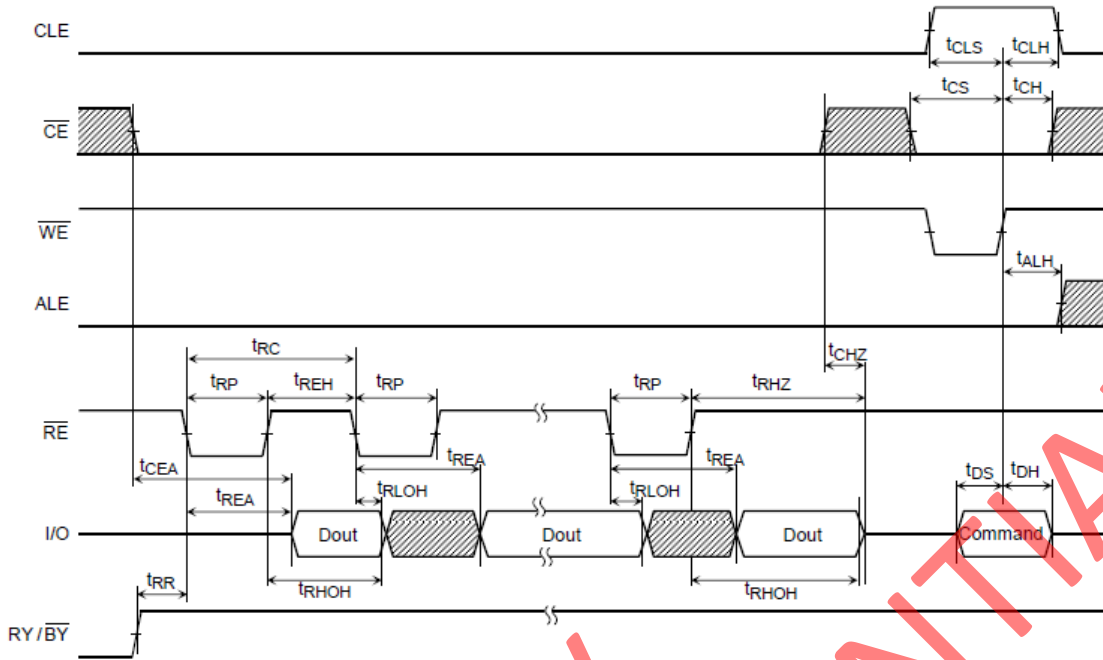 CLE
tCLS tCLH
tCS tCH
CE
WE
tALH
ALE
tRC
tCHZ
tRP tREH tRP tRP tRHZ
RE
tCEA tREA tREA
tREA tRLOH tRLOH tDS tDH
I/O Dout Dout Dout Command
tRHOH tRHOH
tRR
RY/BY